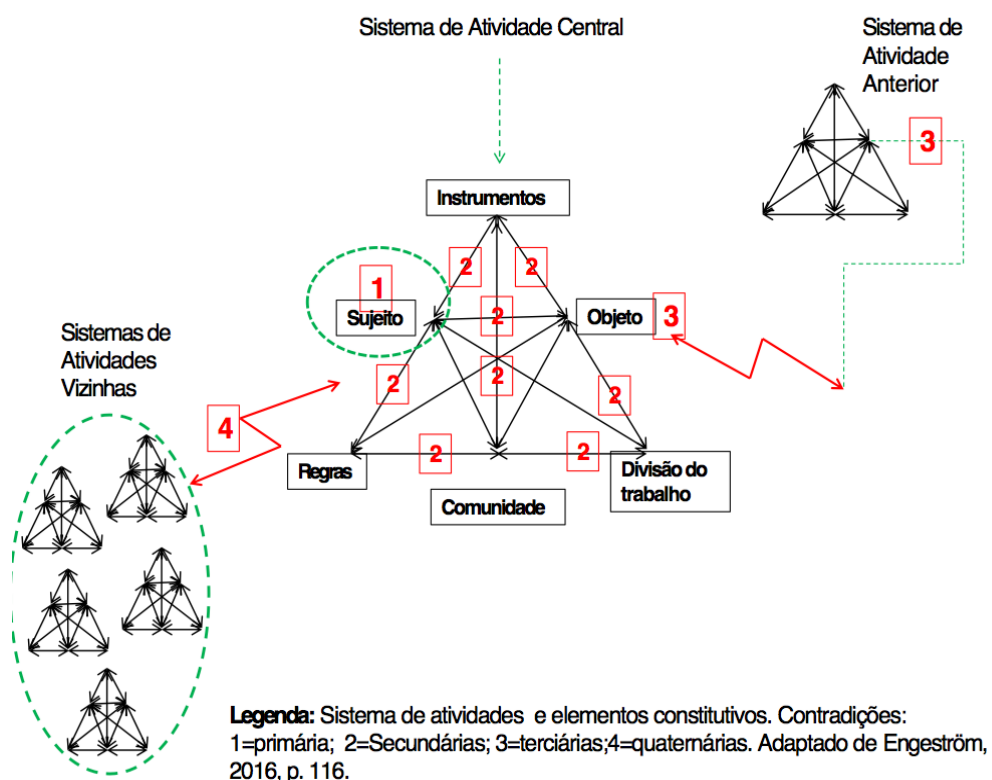 Sistema de Atividade Central
Sistema de
Atividade
Anterior
3
Instrumentos
2
2
1
Sujeito
2
Objeto
3
Sistemas de
Atividades
Vizinhas
2
2
2
4
2
2
Regras
Divisão do
trabalho
Comunidade
Legenda: Sistema de atividades e elementos constitutivos. Contradições:
1=primária; 2=Secundárias; 3=terciárias;4=quaternárias. Adaptado de Engeström,
2016, p. 116.